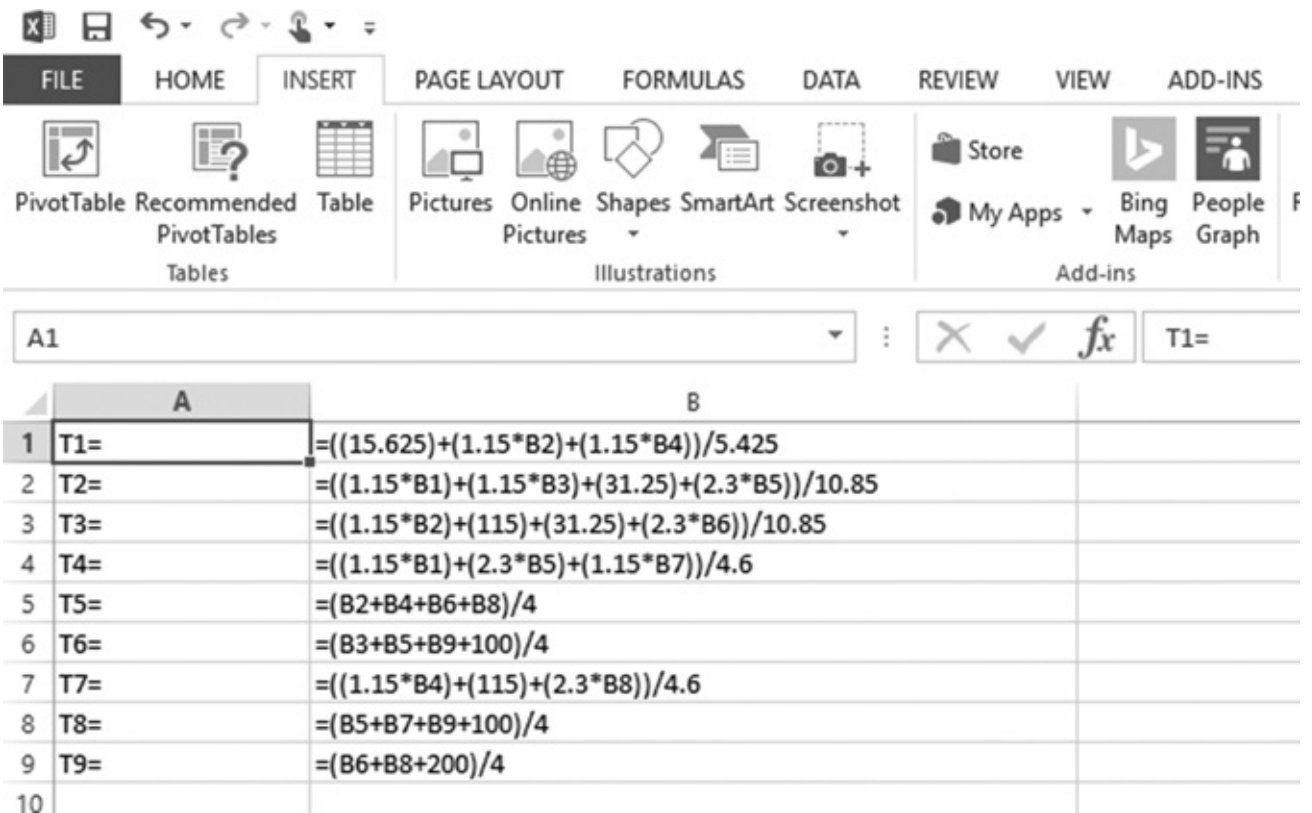 FILE HOME INSERT PAGE LAYOUT FORMULAS DATA REVIEW VIEW ADD-INS
PivotTable Recommended PivotTables Table Pictures Online Pictures Shapes SmartArt Screenshot Store My Apps Bing Maps People Graph F
Tables Illustrations Add-ins
A1 fx T1=
A B
1 T1= =((15.625)+(1.15*B2)+(1.15*B4))/5.425
2 T2= =((1.15*B1)+(1.15*B3)+(31.25)+(2.3*B5))/10.85
3 T3= =((1.15*B2)+(115)+(31.25)+(2.3*B6))/10.85
4 T4= =((1.15*B1)+(2.3*B5)+(1.15*B7))/4.6
5 T5= =(B2+B4+B6+B8)/4
6 T6= =(B3+B5+B9+100)/4
7 T7= =((1.15*B4)+(115)+(2.3*B8))/4.6
8 T8= =(B5+B7+B9+100)/4
9 T9= =(B6+B8+200)/4
10